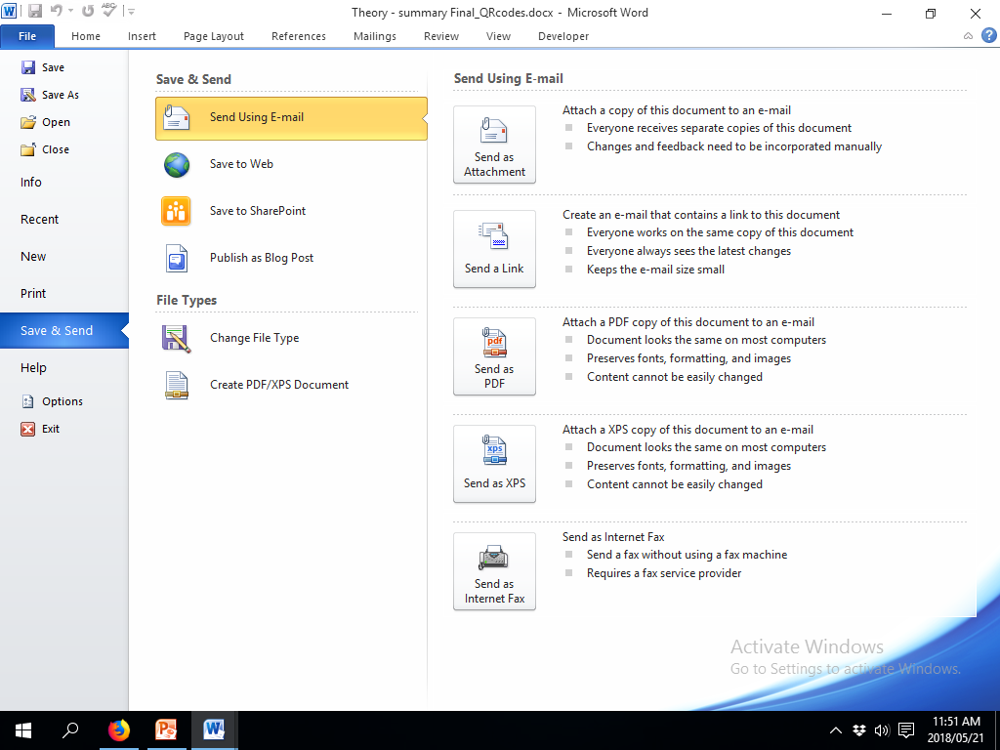 Theory - summary Final_QRcodes.docx - Microsoft Word
File Home Insert Page Layout References Mailings Review View Developer
Save
Save As
Open
Close
Info
Recent
New
Print
Save & Send
Help
Options
Exit
Save & Send
Send Using E-mail
Save to Web
Save to SharePoint
Publish as Blog Post
File Types
Change File Type
Create PDF/XPS Document
Send Using E-mail
Send as
Attachment
Attach a copy of this document to an e-mail
Everyone receives separate copies of this document
Changes and feedback need to be incorporated manually
Send a Link
Create an e-mail that contains a link to this document
Everyone works on the same copy of this document
Everyone always sees the latest changes
Keeps the e-mail size small
pdf
Send as
PDF
Attach a PDF copy of this document to an e-mail
Document looks the same on most computers
Preserves fonts, formatting, and images
Content cannot be easily changed
xps
Send as XPS
Attach a XPS copy of this document to an e-mail
Document looks the same on most computers
Preserves fonts, formatting, and images
Content cannot be easily changed
Send as
Internet Fax
Send as Internet Fax
Send a fax without using a fax machine
Requires a fax service provider
Activate Windows
Go to Settings to activate Windows.
11:51 AM
2018/05/21